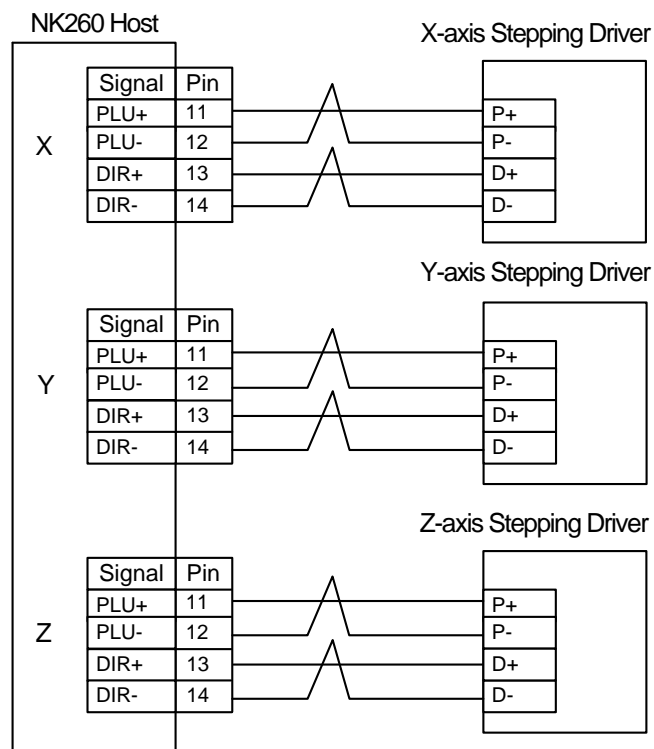 NK260 Host
X-axis Stepping Driver
Signal Pin
PLU+ 11 P+
X PLU- 12 P-
DIR+ 13 D+
DIR- 14 D-
Y-axis Stepping Driver
Signal Pin
PLU+ 11 P+
Y PLU- 12 P-
DIR+ 13 D+
DIR- 14 D-
Z-axis Stepping Driver
Signal Pin
PLU+ 11 P+
Z PLU- 12 P-
DIR+ 13 D+
DIR- 14 D-